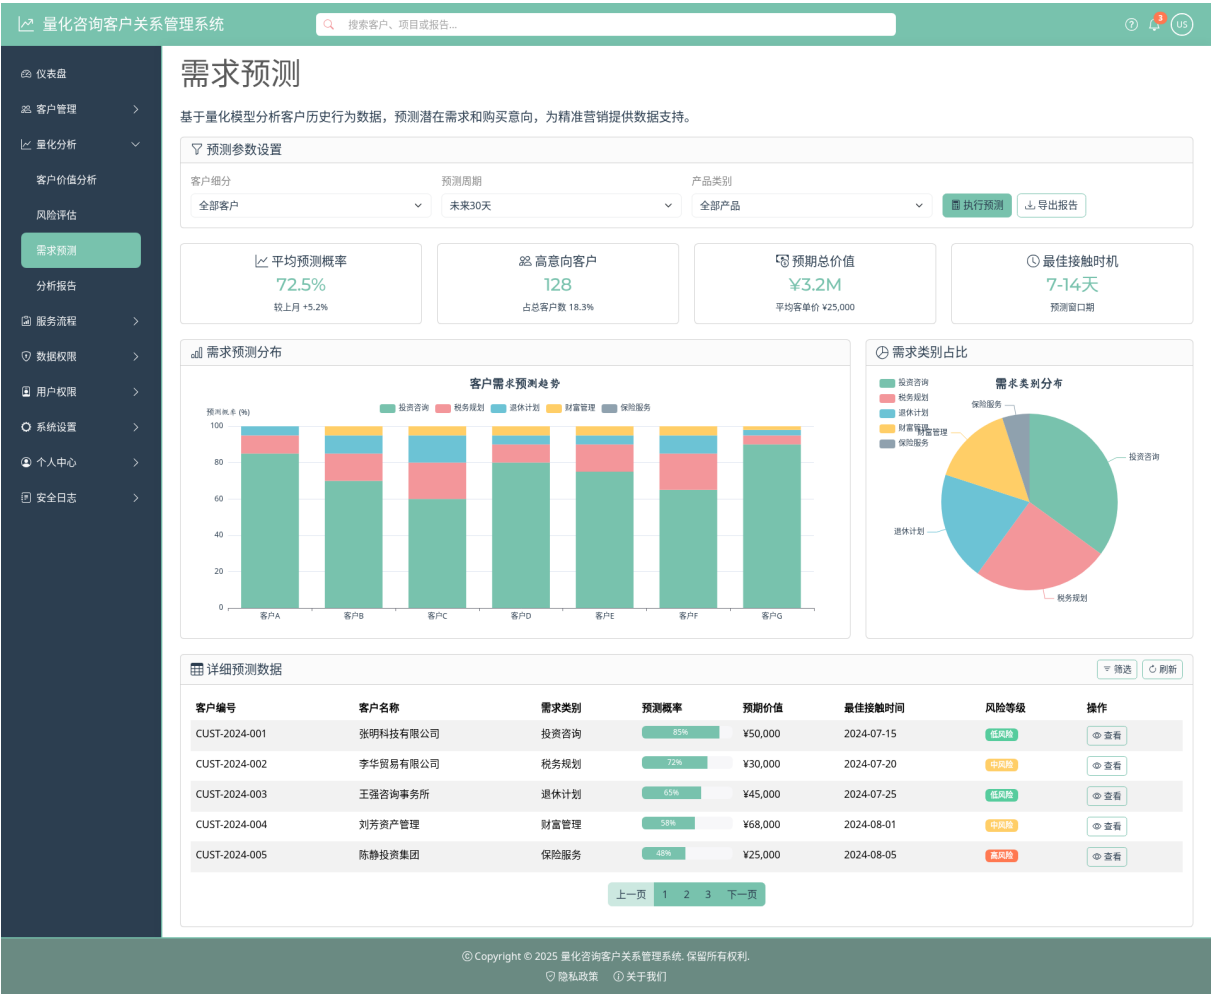 量化咨询客户关系管理系统
搜索客户、项目或报告...
3
US
仪表盘
客户管理
量化分析
客户价值分析
风险评估
需求预测
分析报告
服务流程
数据权限
用户权限
系统设置
个人中心
安全日志
需求预测
基于量化模型分析客户历史行为数据，预测潜在需求和购买意向，为精准营销提供数据支持。
预测参数设置
客户细分 预测周期 产品类别
全部客户 未来30天 全部产品 执行预测 导出报告
平均预测概率
72.5%
较上月 +5.2%
高意向客户
128
占总客户数 18.3%
预期总价值
¥3.2M
平均客单价 ¥25,000
最佳接触时机
7-14天
预测窗口期
需求预测分布
客户需求预测趋势
投资咨询 税务规划 退休计划 财富管理 保险服务
预测概率 (%)
100
80
60
40
20
0
客户A 客户B 客户C 客户D 客户E 客户F 客户G
需求类别占比
需求类别分布
投资咨询
税务规划
退休计划
财富管理
保险服务
保险服务
财富管理
投资咨询
退休计划
税务规划
详细预测数据 筛选 刷新
客户编号 客户名称 需求类别 预测概率 预期价值 最佳接触时间 风险等级 操作
CUST-2024-001 张明科技有限公司 投资咨询 85% ¥50,000 2024-07-15 低风险 查看
CUST-2024-002 李华贸易有限公司 税务规划 72% ¥30,000 2024-07-20 中风险 查看
CUST-2024-003 王强咨询事务所 退休计划 65% ¥45,000 2024-07-25 低风险 查看
CUST-2024-004 刘芳资产管理 财富管理 58% ¥68,000 2024-08-01 中风险 查看
CUST-2024-005 陈静投资集团 保险服务 48% ¥25,000 2024-08-05 高风险 查看
上一页 1 2 3 下一页
© Copyright © 2025 量化咨询客户关系管理系统. 保留所有权利.
隐私政策 关于我们